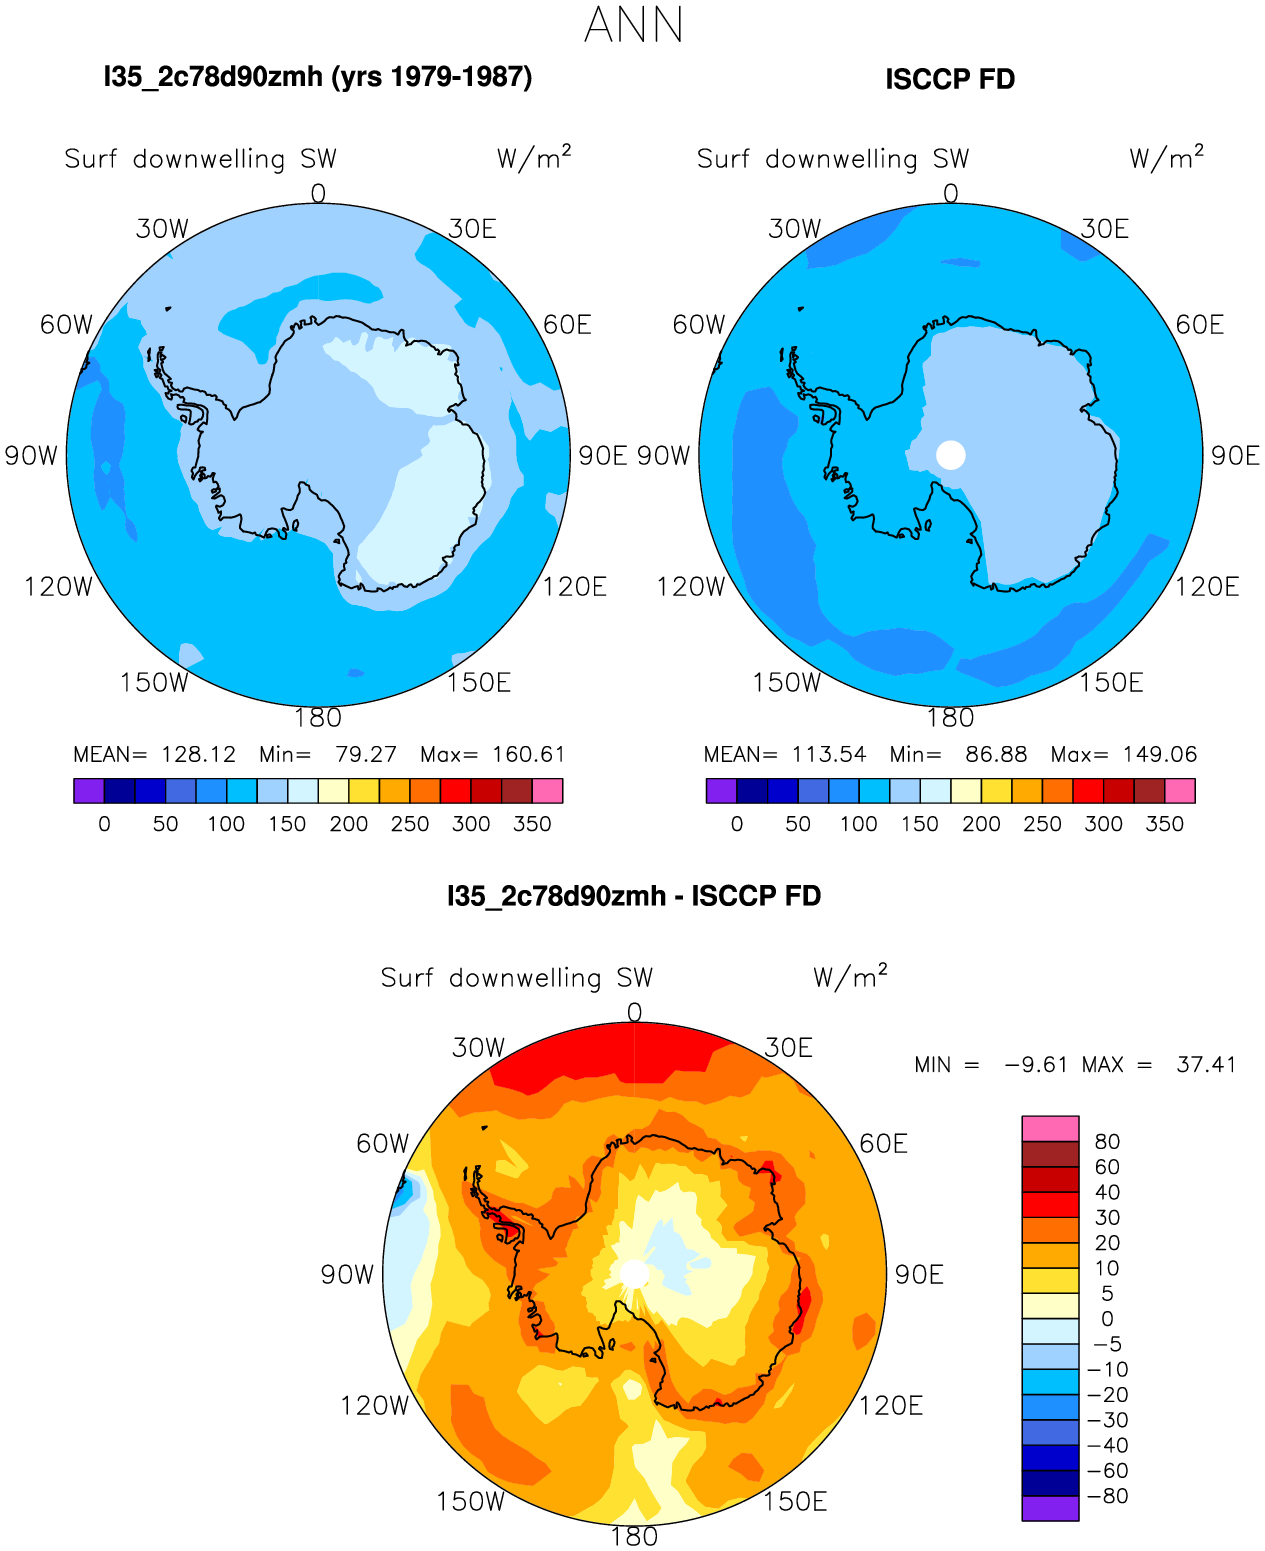 ANN
I35_2c78d90zmh (yrs 1979-1987)
ISCCP FD
Surf downwelling SW W/m²
Surf downwelling SW W/m²
0
30W 30E
60W 60E
90W 90E
120W 120E
150W 150E
180
0
30W 30E
60W 60E
90W 90E
120W 120E
150W 150E
180
MEAN= 128.12 Min= 79.27 Max= 160.61
0 50 100 150 200 250 300 350
MEAN= 113.54 Min= 86.88 Max= 149.06
0 50 100 150 200 250 300 350
I35_2c78d90zmh - ISCCP FD
Surf downwelling SW W/m²
0
30W 30E
60W 60E
90W 90E
120W 120E
150W 150E
180
MIN = −9.61 MAX = 37.41
80
60
40
30
20
10
5
0
−5
−10
−20
−30
−40
−60
−80